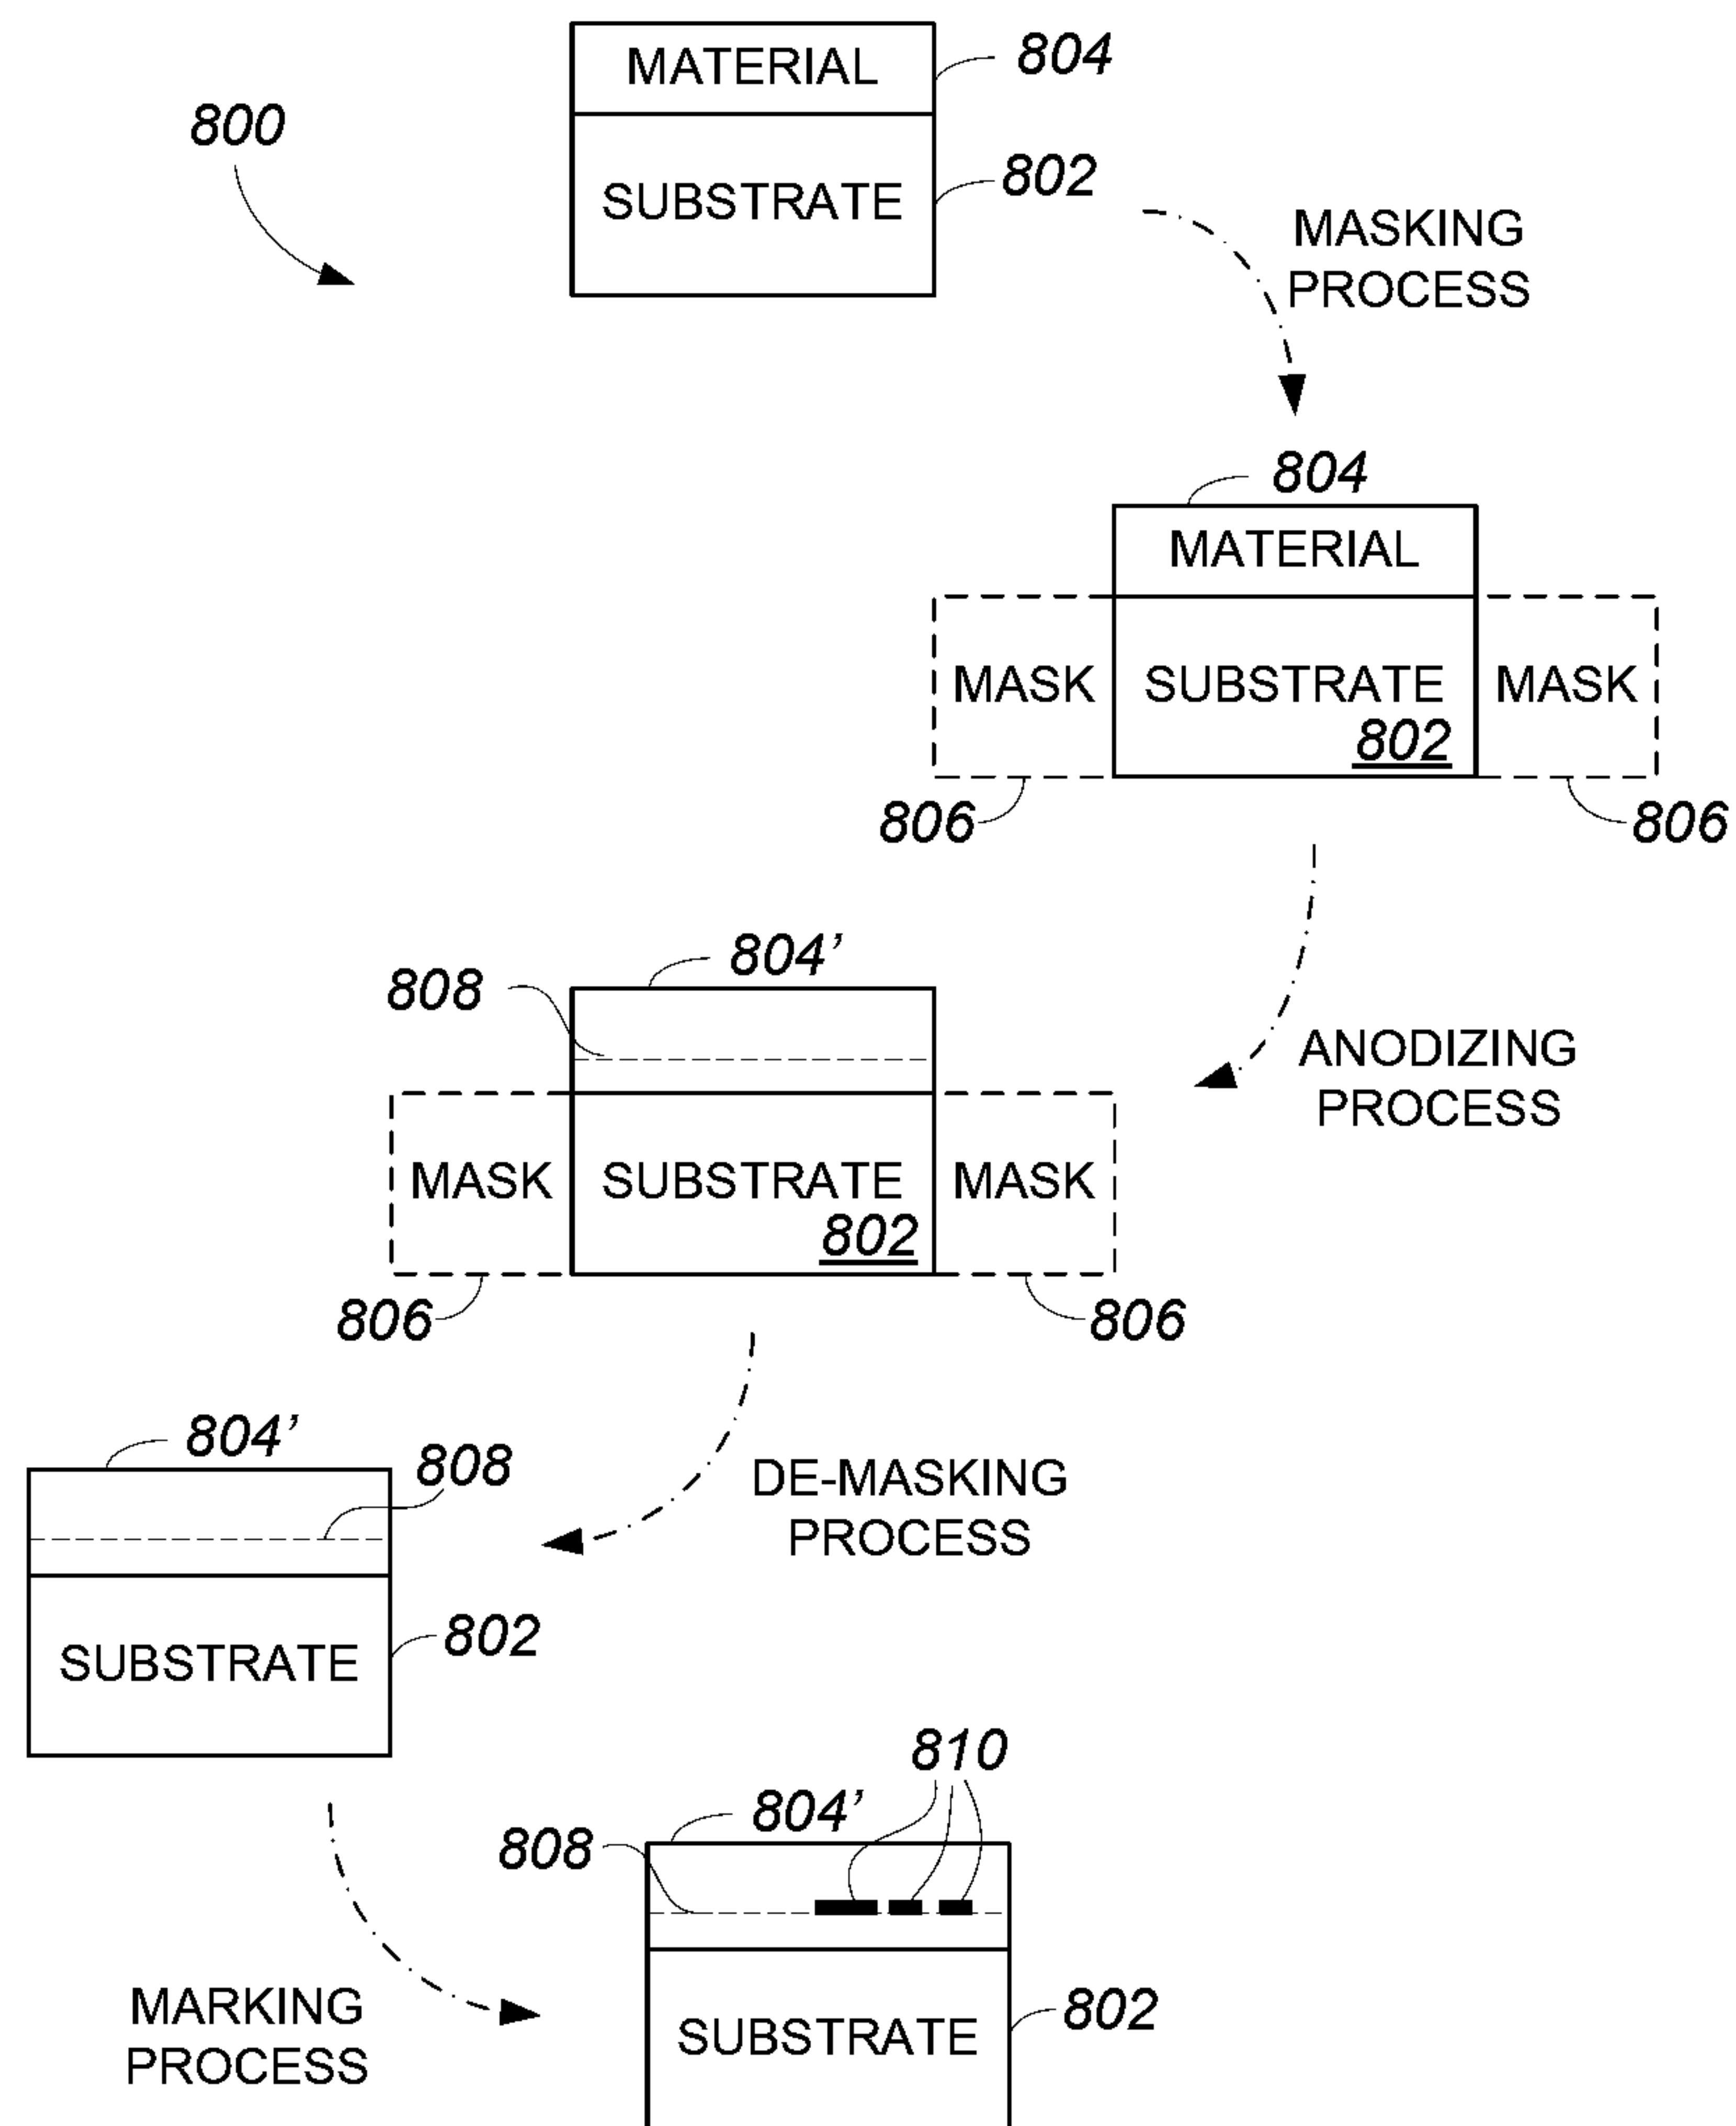 MATERIAL
804
800
SUBSTRATE
802
MASKING
PROCESS
804
MATERIAL
MASK
SUBSTRATE
MASK
802
806
806
804’
808
ANODIZING
PROCESS
MASK
SUBSTRATE
MASK
802
806
806
804’
808
DE-MASKING
PROCESS
SUBSTRATE
802
810
804’
808
MARKING
PROCESS
SUBSTRATE
802